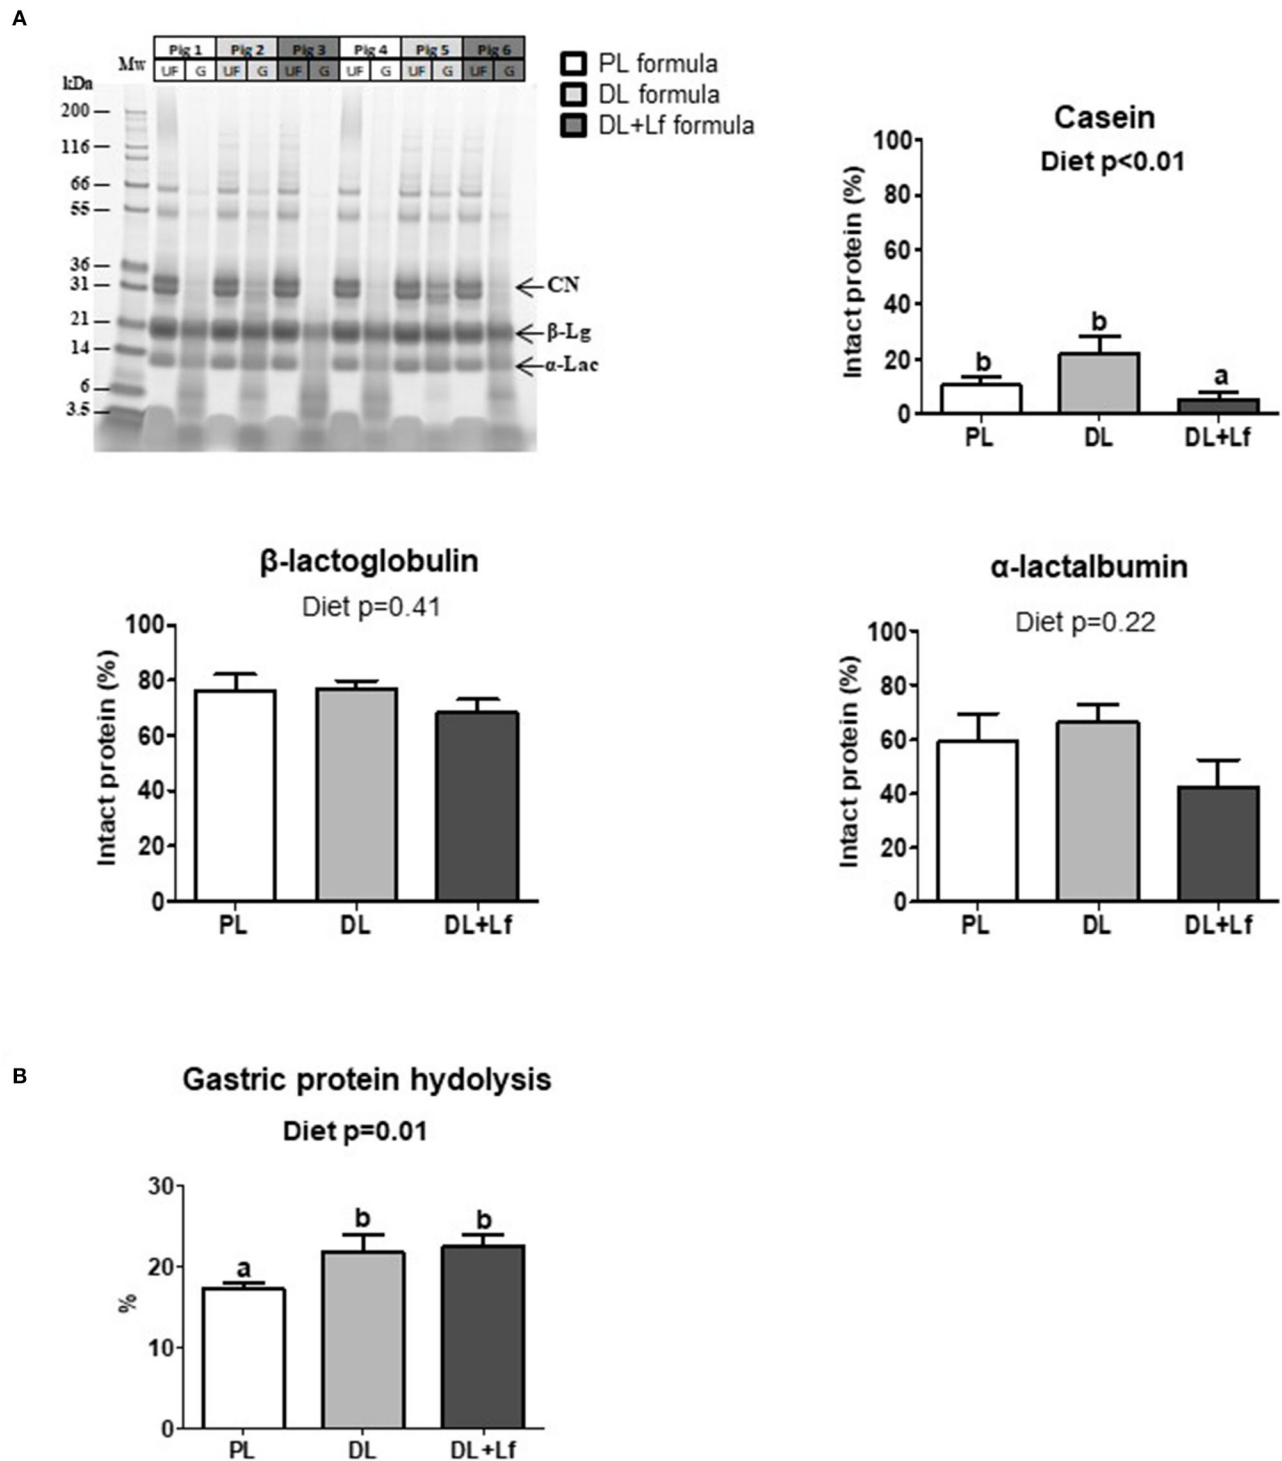 A
Pig 1 Pig 2 Pig 3 Pig 4 Pig 5 Pig 6
Mw UF G UF G UF G UF G UF G UF G
kDa
200
116
66
55
36
31
21
14
6
3.5
CN
β-Lg
α-Lac
PL formula
DL formula
DL+Lf formula
Casein
Diet p<0.01
Intact protein (%)
100
80
60
40
20
0
b
b
a
PL DL DL+Lf
β-lactoglobulin
Diet p=0.41
Intact protein (%)
100
80
60
40
20
0
PL DL DL+Lf
α-lactalbumin
Diet p=0.22
Intact protein (%)
100
80
60
40
20
0
PL DL DL+Lf
B
Gastric protein hydolysis
Diet p=0.01
%
30
20
10
0
a
b
b
PL DL DL+Lf